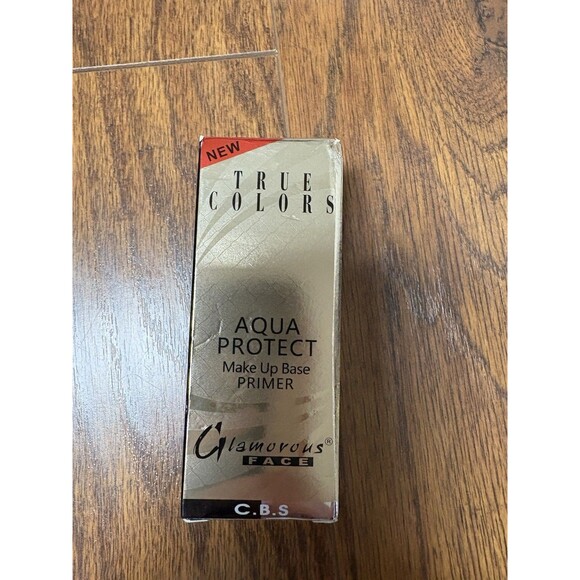 NEW
TRUE
COLORS
AQUA
PROTECT
Make Up Base
PRIMER
Glamorous®
FACE
C.B.S